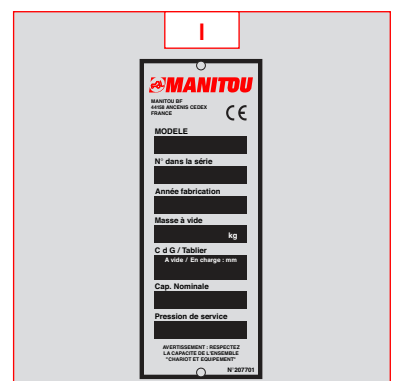 I
MANITOU
MANITOU BF
44158 ANCENIS CEDEX
FRANCE
CE
MODELE
N° dans la série
Année fabrication
Masse à vide
kg
C d G / Tablier
A vide / En charge : mm
Cap. Nominale
Pression de service
AVERTISSEMENT : RESPECTEZ
LA CAPACITE DE L'ENSEMBLE
"CHARIOT ET EQUIPEMENT"
N°207701